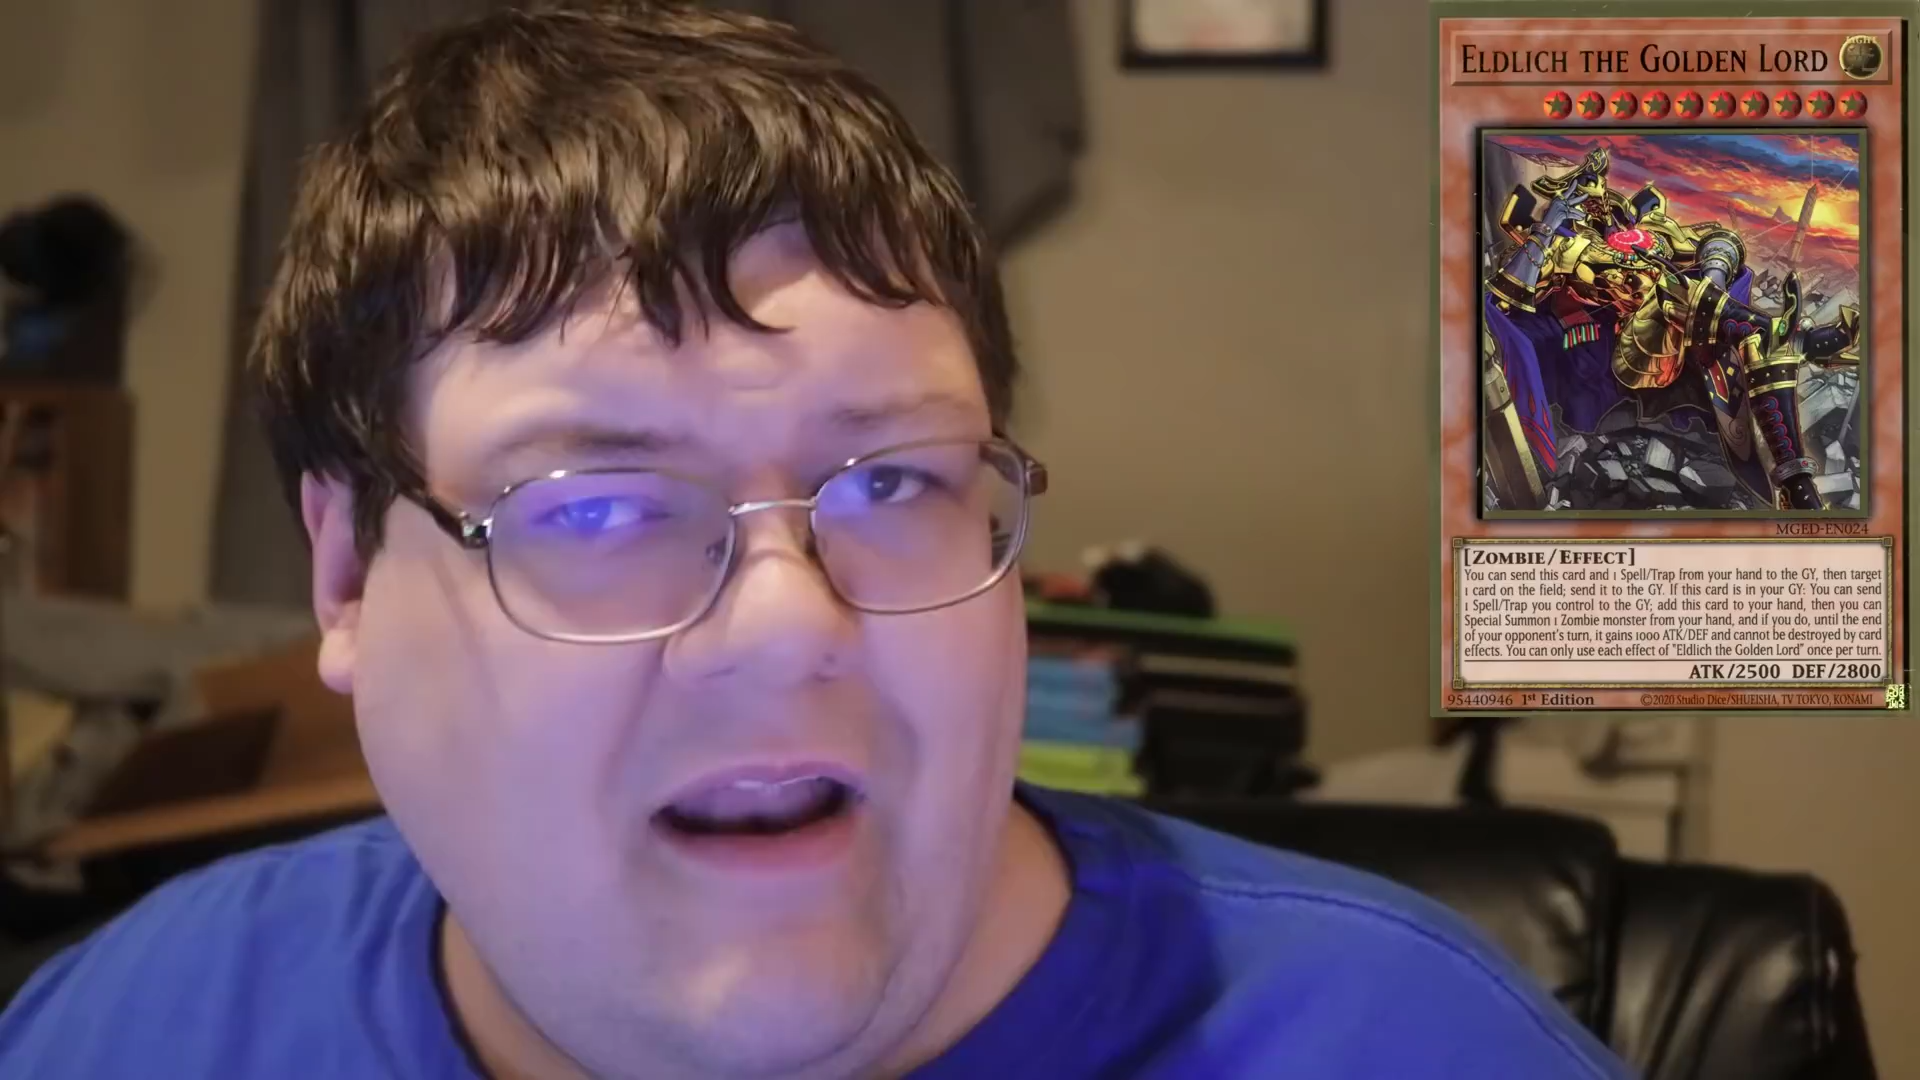 ELDLICH THE GOLDEN LORD
LIGHT
MGED-EN024
[ZOMBIE/EFFECT]
You can send this card and 1 Spell/Trap from your hand to the GY, then target
1 card on the field; send it to the GY. If this card is in your GY: You can send
1 Spell/Trap you control to the GY; add this card to your hand, then you can
Special Summon 1 Zombie monster from your hand, and if you do, until the end
of your opponent's turn, it gains 1000 ATK/DEF and cannot be destroyed by card
effects. You can only use each effect of "Eldlich the Golden Lord" once per turn.
ATK/2500 DEF/2800
95440946 1st Edition ©2020 Studio Dice/SHUEISHA, TV TOKYO, KONAMI